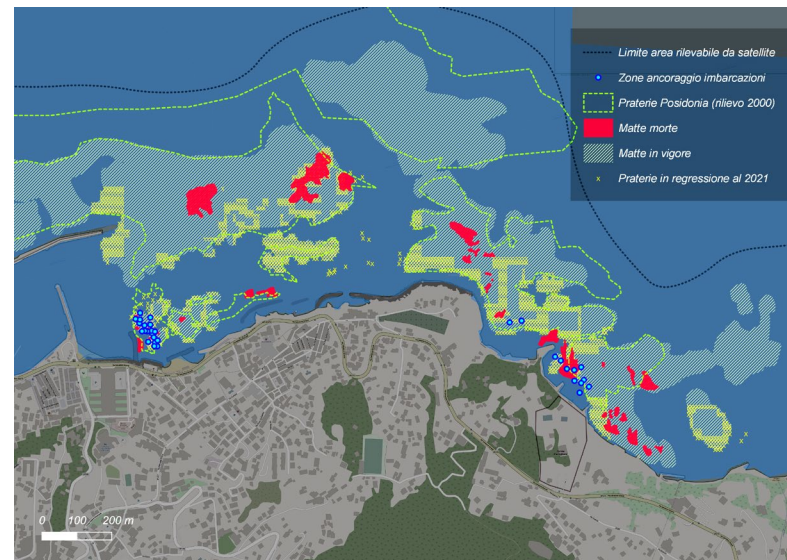 Limite area rilevabile da satellite
Zone ancoraggio imbarcazioni
Praterie Posidonia (rilievo 2000)
Matte morte
Matte in vigore
Praterie in regressione al 2021
0 100 200 m